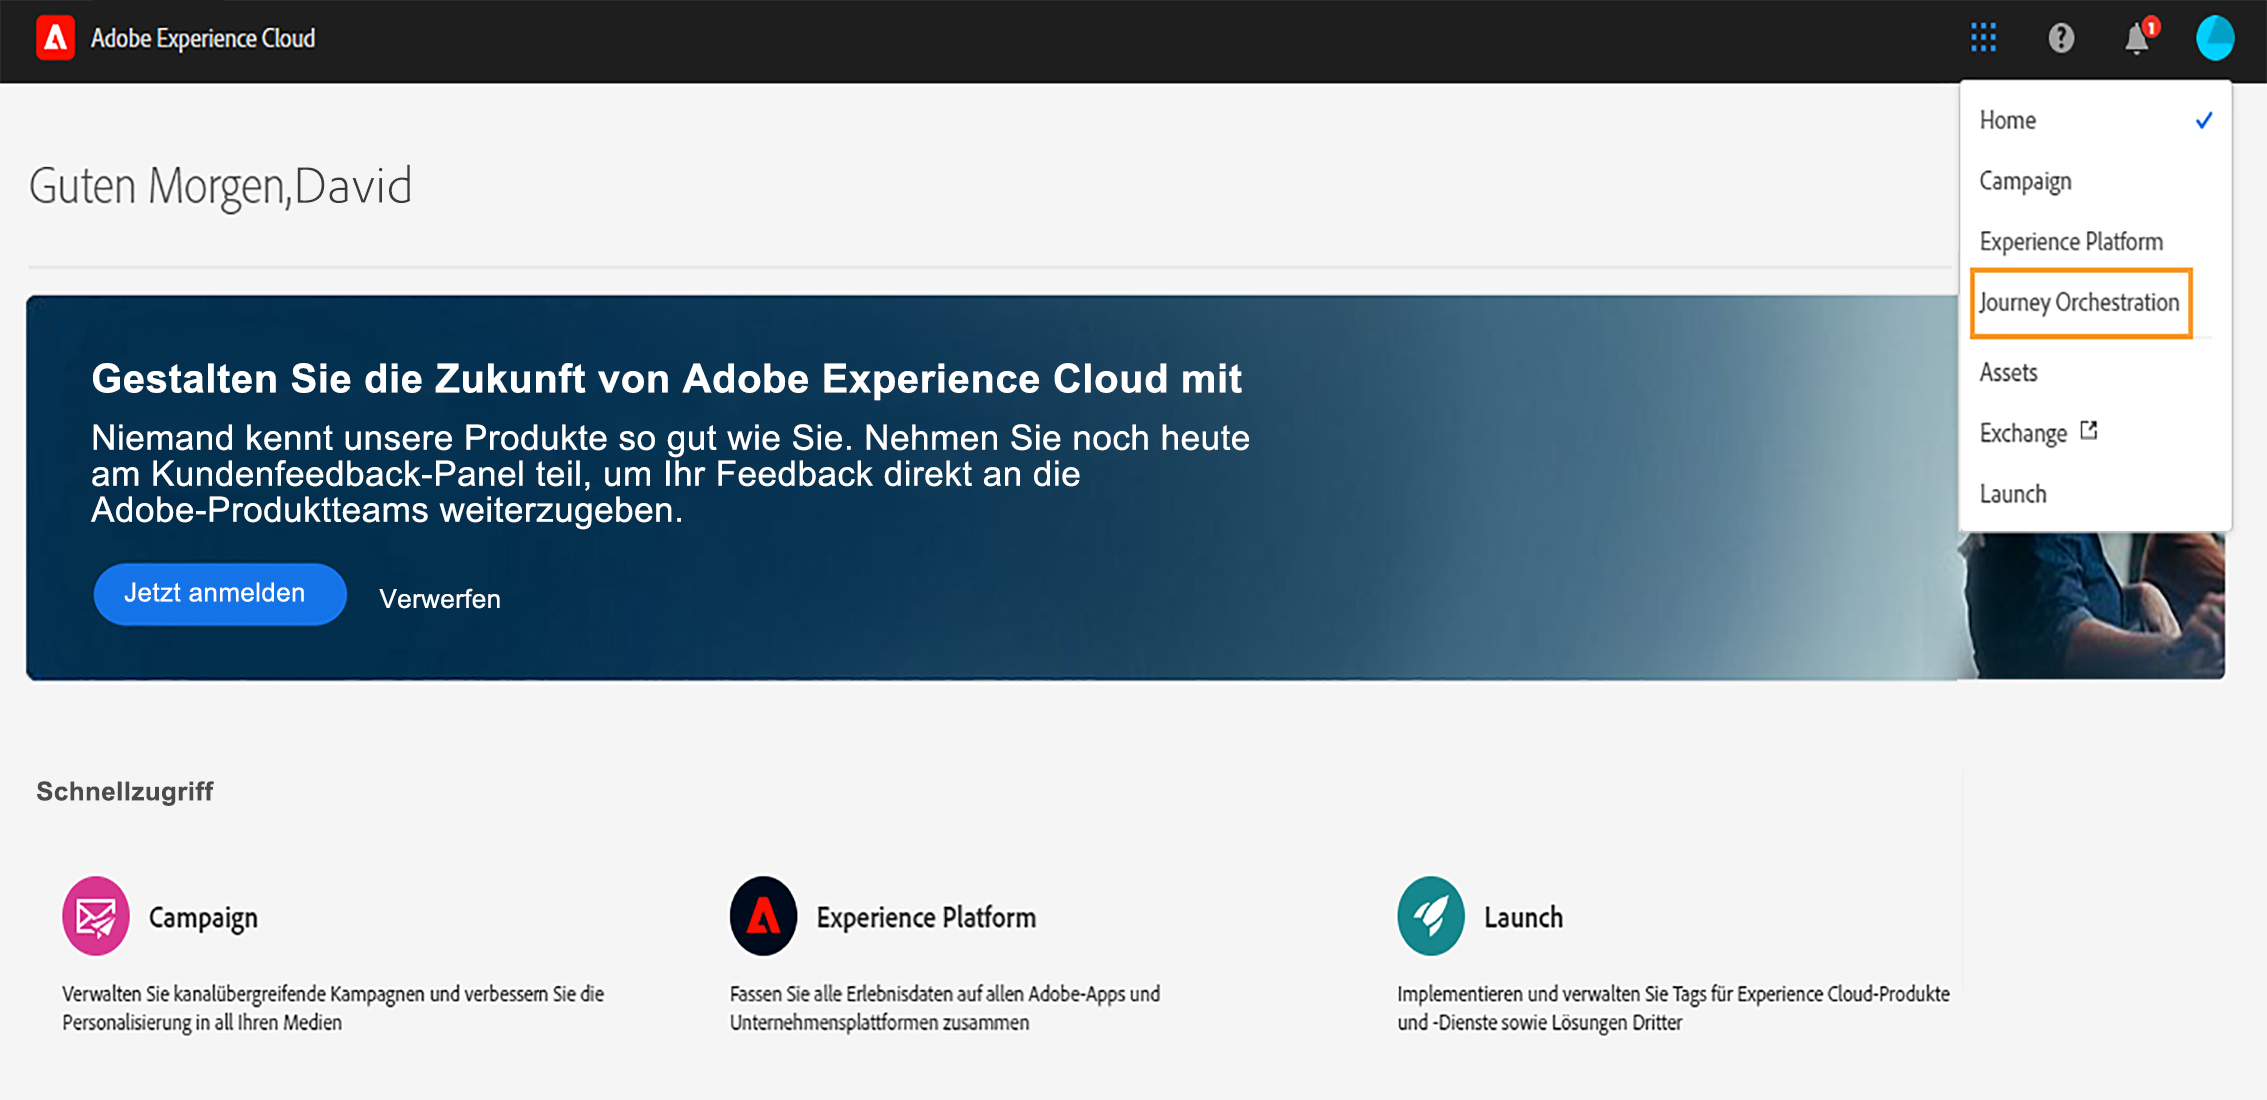 Adobe Experience Cloud
1
Home
Campaign
Experience Platform
Journey Orchestration
Assets
Exchange
Launch
Guten Morgen,David
Gestalten Sie die Zukunft von Adobe Experience Cloud mit
Niemand kennt unsere Produkte so gut wie Sie. Nehmen Sie noch heute
am Kundenfeedback-Panel teil, um Ihr Feedback direkt an die
Adobe-Produktteams weiterzugeben.
Jetzt anmelden
Verwerfen
Schnellzugriff
Campaign
Verwalten Sie kanalübergreifende Kampagnen und verbessern Sie die
Personalisierung in all Ihren Medien
Experience Platform
Fassen Sie alle Erlebnisdaten auf allen Adobe-Apps und
Unternehmensplattformen zusammen
Launch
Implementieren und verwalten Sie Tags für Experience Cloud-Produkte
und -Dienste sowie Lösungen Dritter